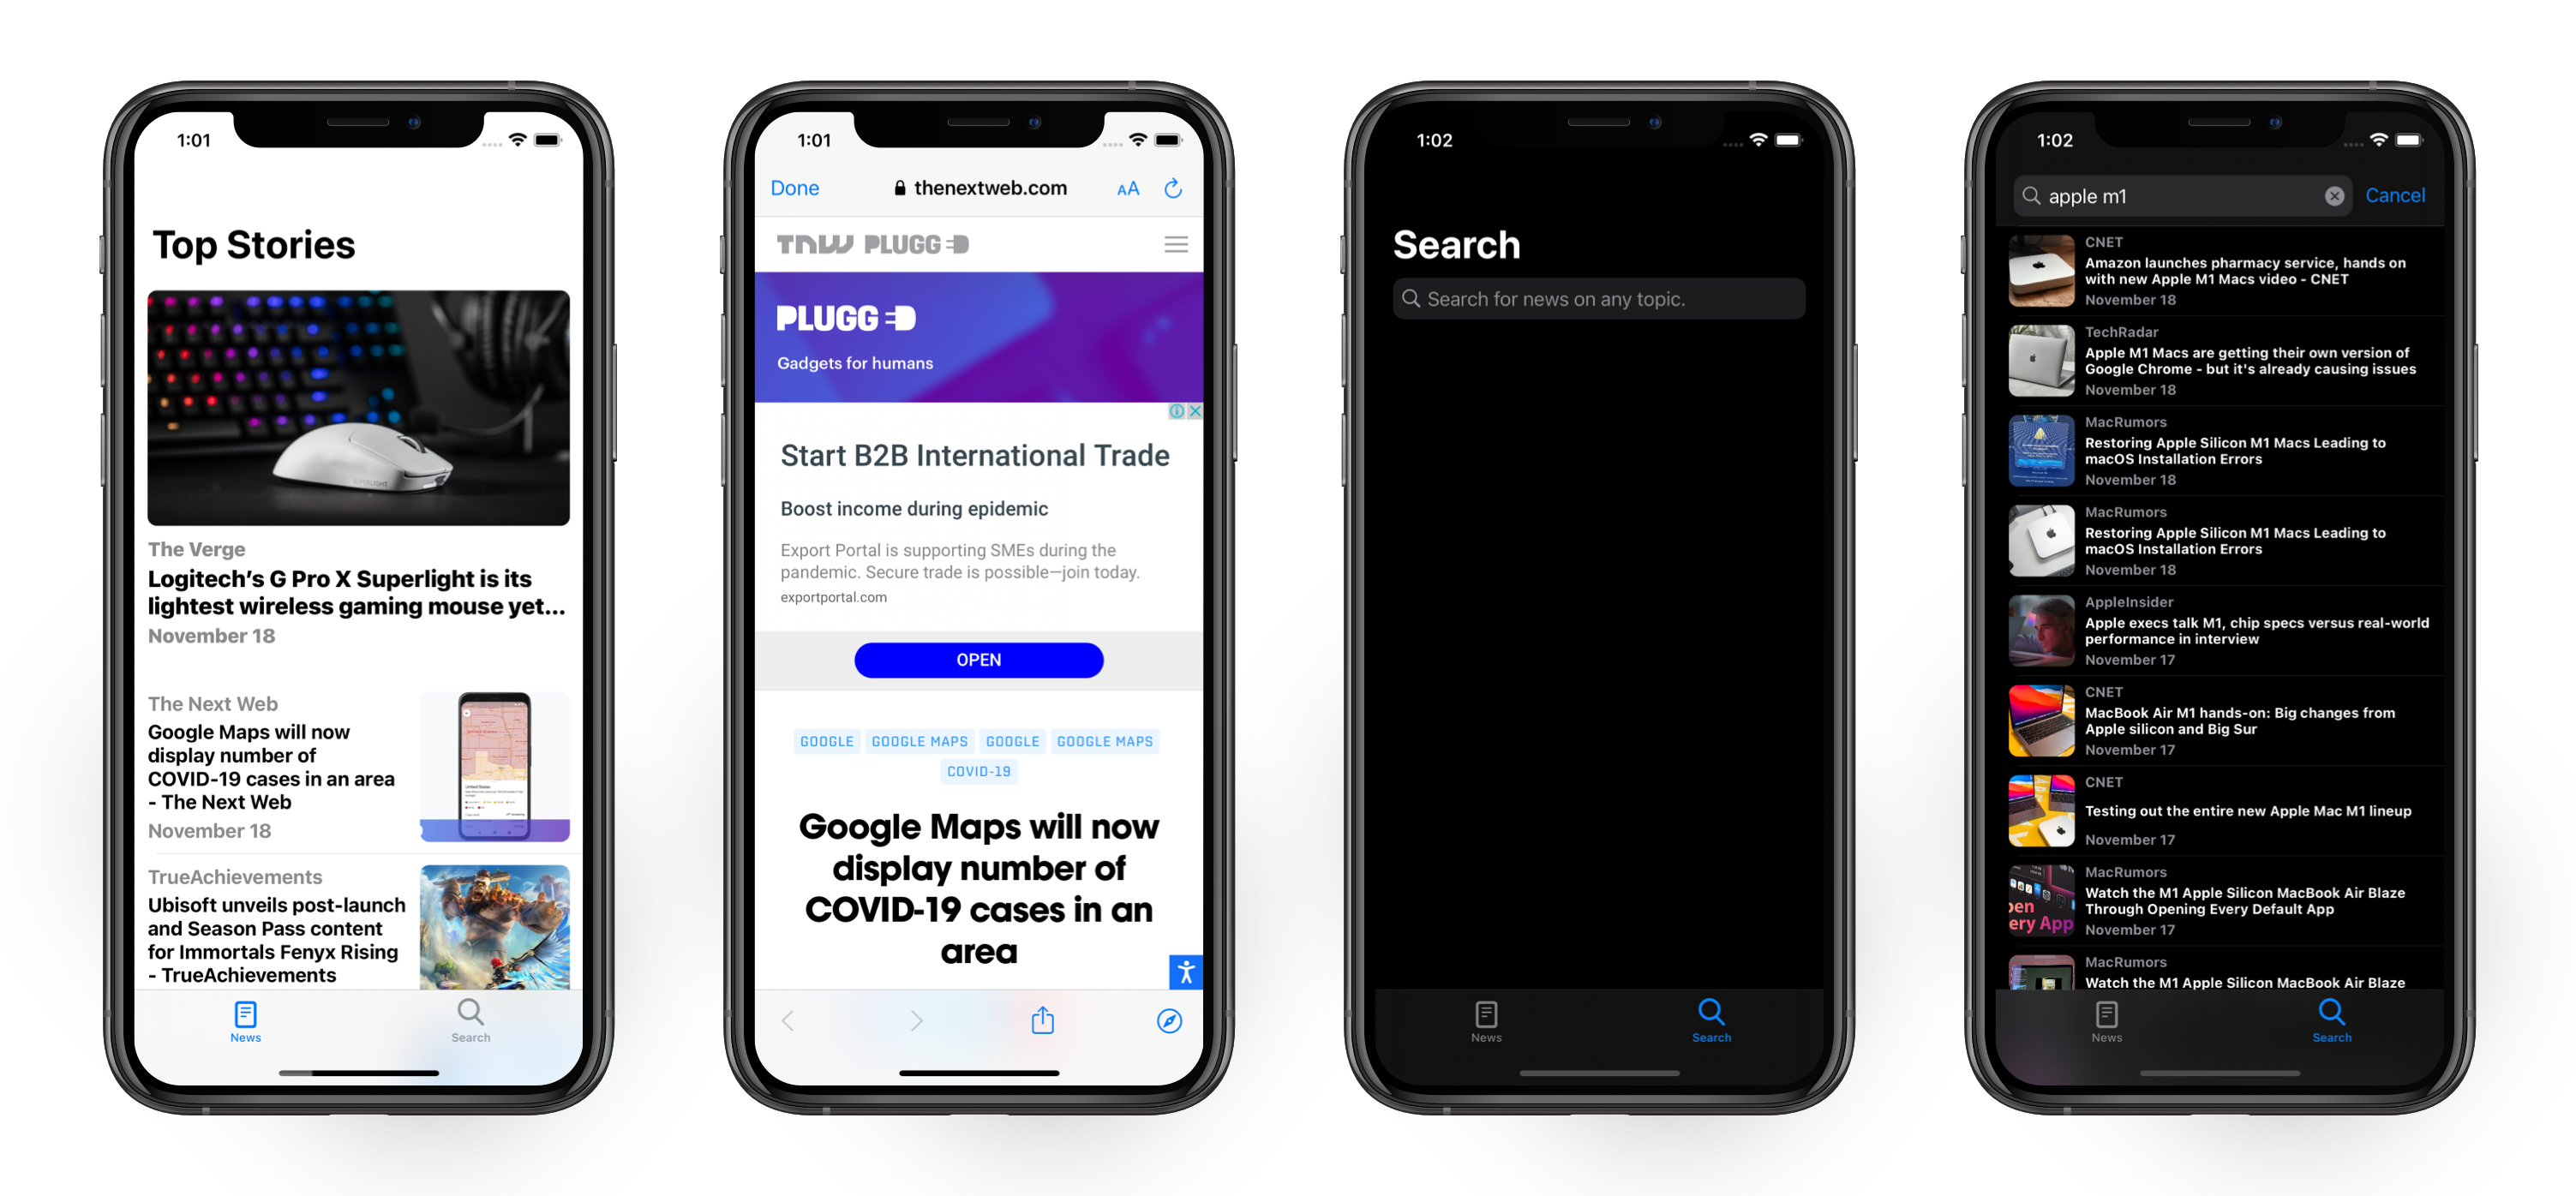 1:01
Top Stories
SUPERLIGHT
The Verge
Logitech’s G Pro X Superlight is its
lightest wireless gaming mouse yet...
November 18
The Next Web
Google Maps will now
display number of
COVID-19 cases in an area
- The Next Web
November 18
TrueAchievements
Ubisoft unveils post-launch
and Season Pass content
for Immortals Fenyx Rising
- TrueAchievements
News
Search
1:01
Done
thenextweb.com
AA
TNW PLUGGED
PLUGGED
Gadgets for humans
Start B2B International Trade
Boost income during epidemic
Export Portal is supporting SMEs during the
pandemic. Secure trade is possible—join today.
exportportal.com
OPEN
GOOGLE GOOGLE MAPS GOOGLE GOOGLE MAPS
COVID-19
Google Maps will now
display number of
COVID-19 cases in an
area
1:02
Search
Search for news on any topic.
News
Search
1:02
apple m1
Cancel
CNET
Amazon launches pharmacy service, hands on
with new Apple M1 Macs video - CNET
November 18
TechRadar
Apple M1 Macs are getting their own version of
Google Chrome - but it's already causing issues
November 18
MacRumors
Restoring Apple Silicon M1 Macs Leading to
macOS Installation Errors
November 18
MacRumors
Restoring Apple Silicon M1 Macs Leading to
macOS Installation Errors
November 18
AppleInsider
Apple execs talk M1, chip specs versus real-world
performance in interview
November 17
CNET
MacBook Air M1 hands-on: Big changes from
Apple silicon and Big Sur
November 17
CNET
Testing out the entire new Apple Mac M1 lineup
November 17
pen
ery App
MacRumors
Watch the M1 Apple Silicon MacBook Air Blaze
Through Opening Every Default App
November 17
MacRumors
Watch the M1 Apple Silicon MacBook Air Blaze
News
Search